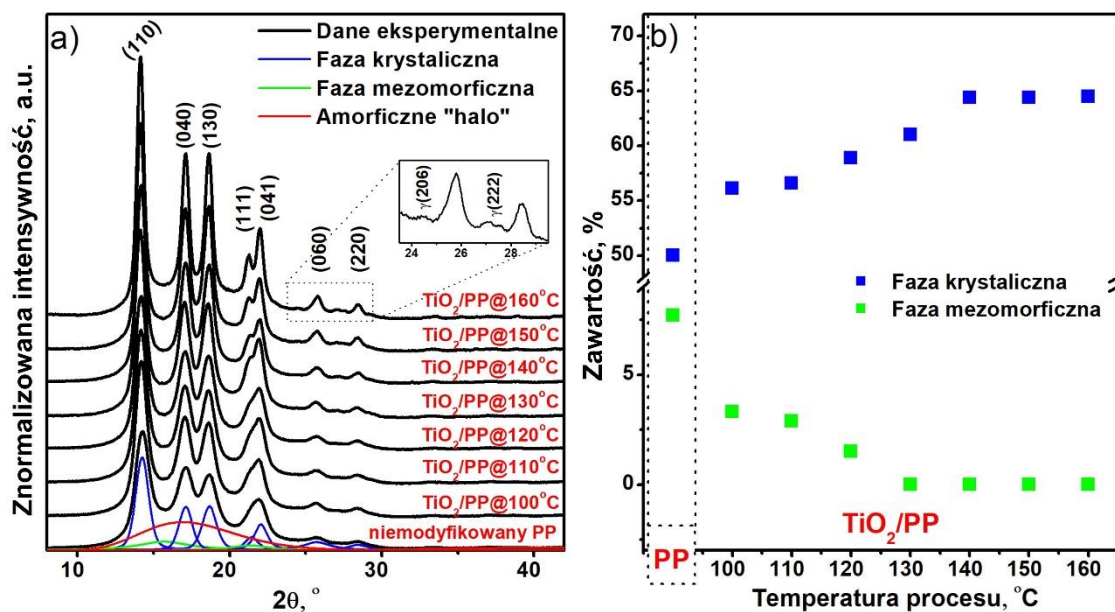 a)
(110)
(040)
(130)
(111)
(041)
(060)
(220)
Dane eksperymentalne
Faza krystaliczna
Faza mezomorficzna
Amorficzne "halo"
γ(206)
γ(222)
24 26 28
TiO₂/PP@160°C
TiO₂/PP@150°C
TiO₂/PP@140°C
TiO₂/PP@130°C
TiO₂/PP@120°C
TiO₂/PP@110°C
TiO₂/PP@100°C
niemodyfikowany PP
Znormalizowana intensywność, a.u.
10 20 30 40
2θ, °
b)
70
65
60
55
50
5
0
Zawartość, %
Faza krystaliczna
Faza mezomorficzna
PP
TiO₂/PP
100 110 120 130 140 150 160
Temperatura procesu, °C